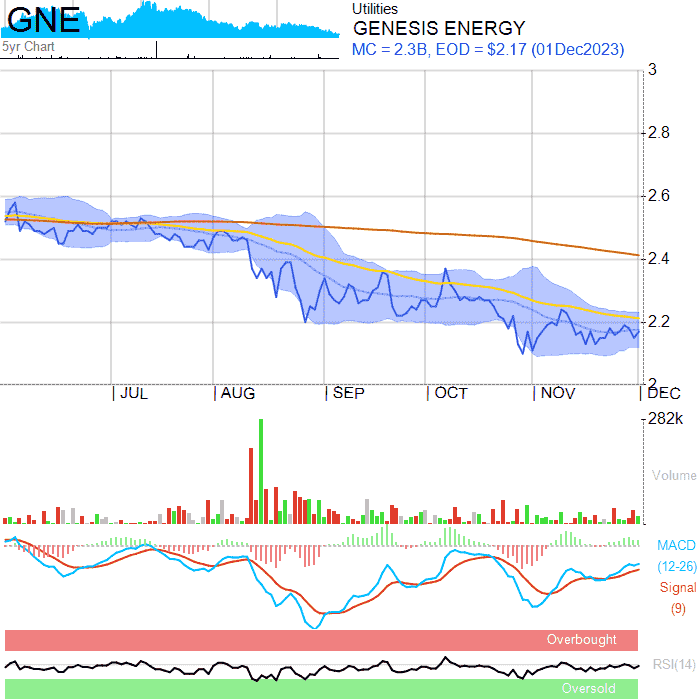 GNE
5yr Chart
Utilities
GENESIS ENERGY
MC = 2.3B, EOD = $2.17 (01Dec2023)
3
2.8
2.6
2.4
2.2
2
JUL
AUG
SEP
OCT
NOV
DEC
282k
Volume
MACD
(12-26)
Signal
(9)
Overbought
RSI(14)
Oversold